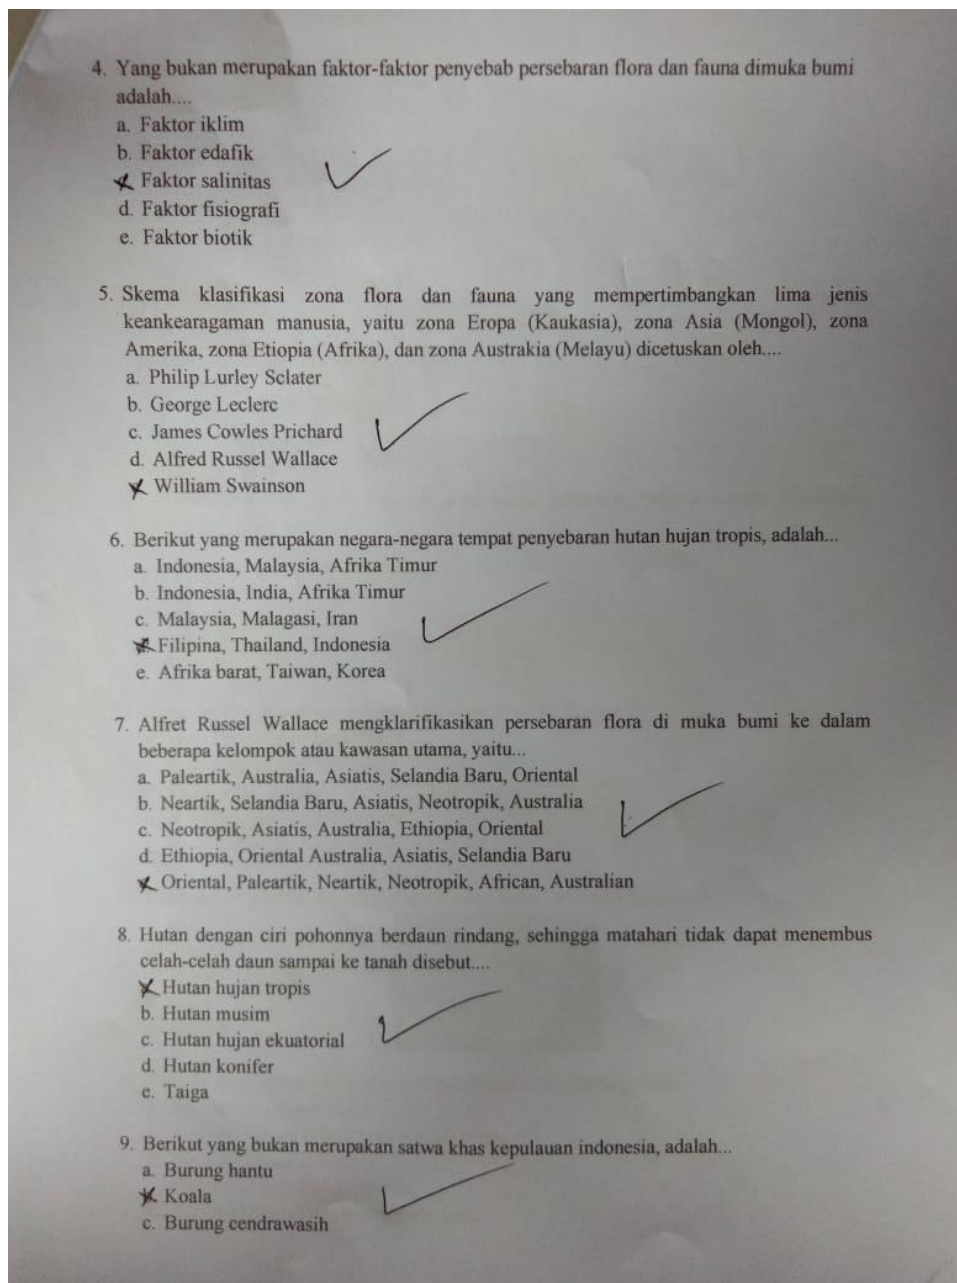 4. Yang bukan merupakan faktor-faktor penyebab persebaran flora dan fauna dimuka bumi
adalah....
a. Faktor iklim
b. Faktor edafik
Faktor salinitas
d. Faktor fisiografi
e. Faktor biotik
5. Skema klasifikasi zona flora dan fauna yang mempertimbangkan lima jenis
keankearagaman manusia, yaitu zona Eropa (Kaukasia), zona Asia (Mongol), zona
Amerika, zona Etiopia (Afrika), dan zona Austrakia (Melayu) dicetuskan oleh....
a. Philip Lurley Sclater
b. George Leclerc
c. James Cowles Prichard
d. Alfred Russel Wallace
William Swainson
6. Berikut yang merupakan negara-negara tempat penyebaran hutan hujan tropis, adalah...
a. Indonesia, Malaysia, Afrika Timur
b. Indonesia, India, Afrika Timur
c. Malaysia, Malagasi, Iran
Filipina, Thailand, Indonesia
e. Afrika barat, Taiwan, Korea
7. Alfret Russel Wallace mengklarifikasikan persebaran flora di muka bumi ke dalam
beberapa kelompok atau kawasan utama, yaitu...
a. Paleartik, Australia, Asiatis, Selandia Baru, Oriental
b. Neartik, Selandia Baru, Asiatis, Neotropik, Australia
c. Neotropik, Asiatis, Australia, Ethiopia, Oriental
d. Ethiopia, Oriental Australia, Asiatis, Selandia Baru
Oriental, Paleartik, Neartik, Neotropik, African, Australian
8. Hutan dengan ciri pohonnya berdaun rindang, sehingga matahari tidak dapat menembus
celah-celah daun sampai ke tanah disebut....
Hutan hujan tropis
b. Hutan musim
c. Hutan hujan ekuatorial
d. Hutan konifer
e. Taiga
9. Berikut yang bukan merupakan satwa khas kepulauan indonesia, adalah...
a. Burung hantu
Koala
c. Burung cendrawasih